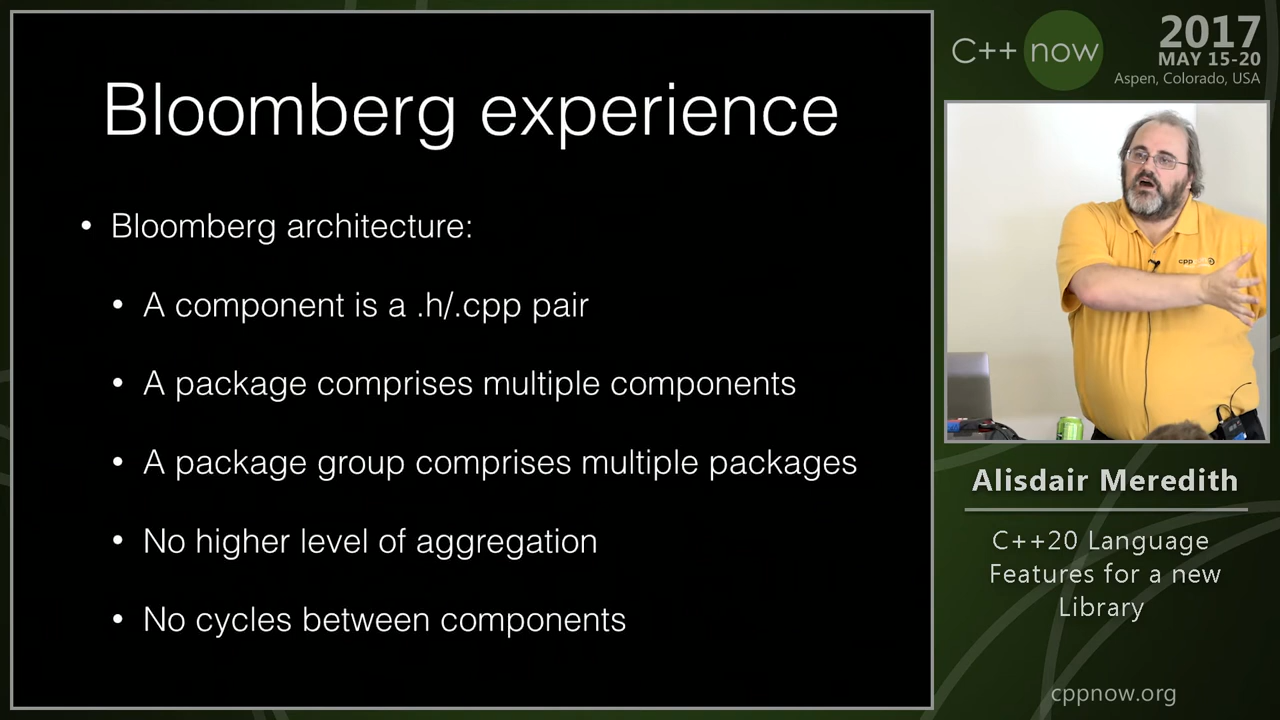 Bloomberg experience
• Bloomberg architecture:
• A component is a .h/.cpp pair
• A package comprises multiple components
• A package group comprises multiple packages
• No higher level of aggregation
• No cycles between components
C++ now
2017
MAY 15-20
Aspen, Colorado, USA
cpp
Alisdair Meredith
C++20 Language
Features for a new
Library
cppnow.org